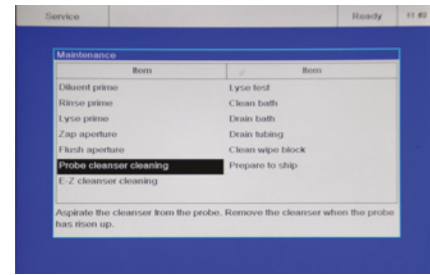 Service Ready
Maintenance
Item Item
Diluent prime Lyse test
Rinse prime Clean bath
Lyse prime Drain bath
Zap aperture Drain tubing
Flush aperture Clean wipe block
Probe cleanser cleaning Prepare to ship
E-Z cleanser cleaning
Aspirate the cleanser from the probe. Remove the cleanser when the probe
has risen up.